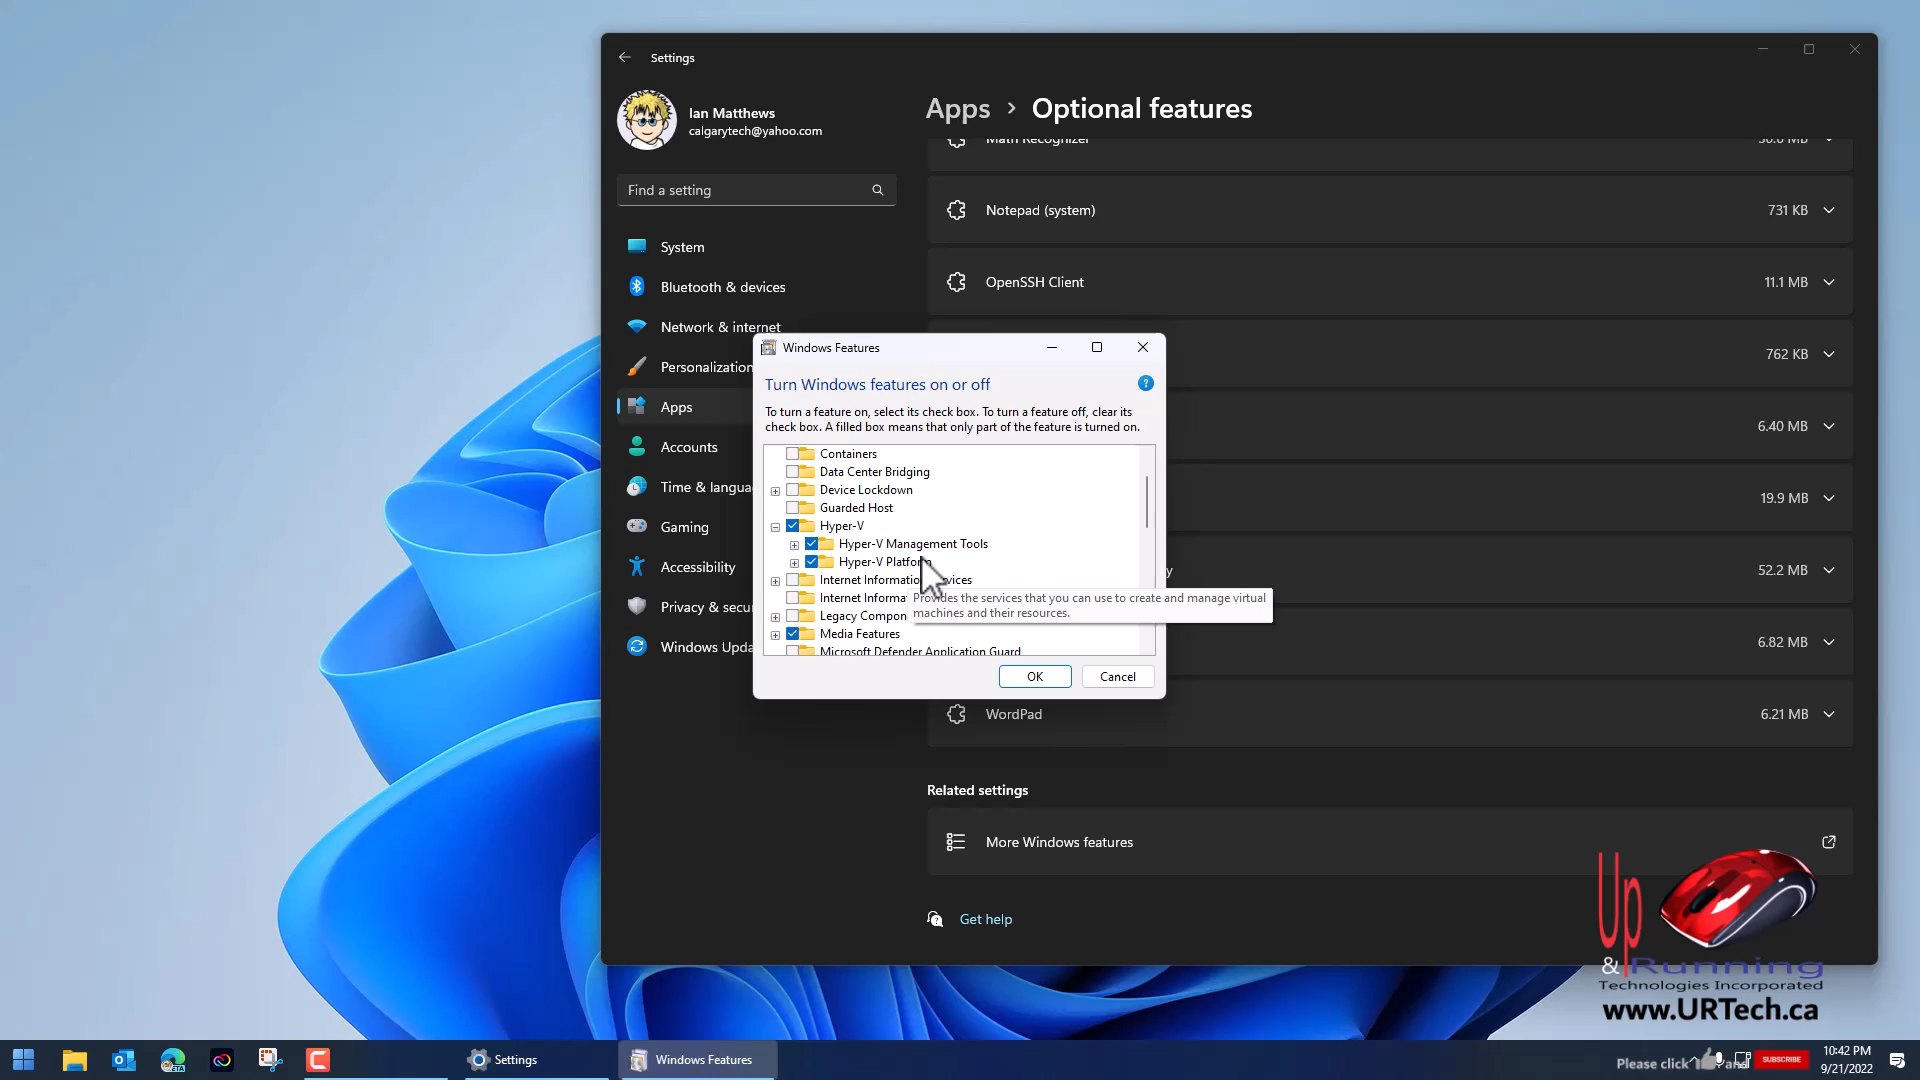 Settings
Ian Matthews
calgarytech@yahoo.com
Find a setting
System
Bluetooth & devices
Network & internet
Personalization
Apps
Accounts
Time & langua
Gaming
Accessibility
Privacy & secu
Windows Upda
Apps > Optional features
Math Recognizer
30.8 MB
Notepad (system)
731 KB
OpenSSH Client
11.1 MB
762 KB
6.40 MB
19.9 MB
y
52.2 MB
6.82 MB
WordPad
6.21 MB
Related settings
More Windows features
Get help
Windows Features
Turn Windows features on or off
To turn a feature on, select its check box. To turn a feature off, clear its
check box. A filled box means that only part of the feature is turned on.
Containers
Data Center Bridging
Device Lockdown
Guarded Host
Hyper-V
Hyper-V Management Tools
Hyper-V Platform
Internet Information vices
Internet Informa
Legacy Compon
Media Features
Microsoft Defender Application Guard
Provides the services that you can use to create and manage virtual
machines and their resources.
OK
Cancel
Up
& Running
Technologies Incorporated
www.URTech.ca
BETA
Settings
Windows Features
Please click
SUBSCRIBE
10:42 PM
9/21/2022